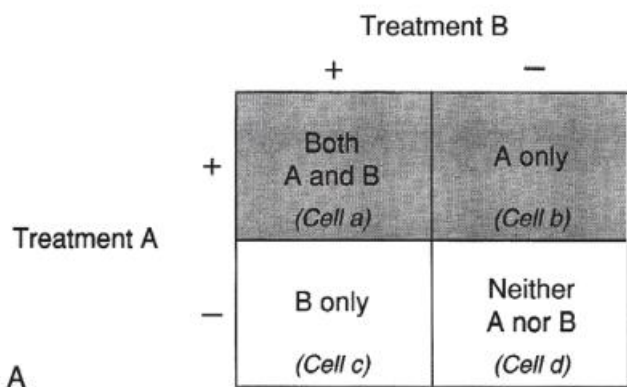 Treatment B
+ −
Both
A and B
(Cell a)
A only
(Cell b)
+
Treatment A
−
B only
(Cell c)
Neither
A nor B
(Cell d)
A